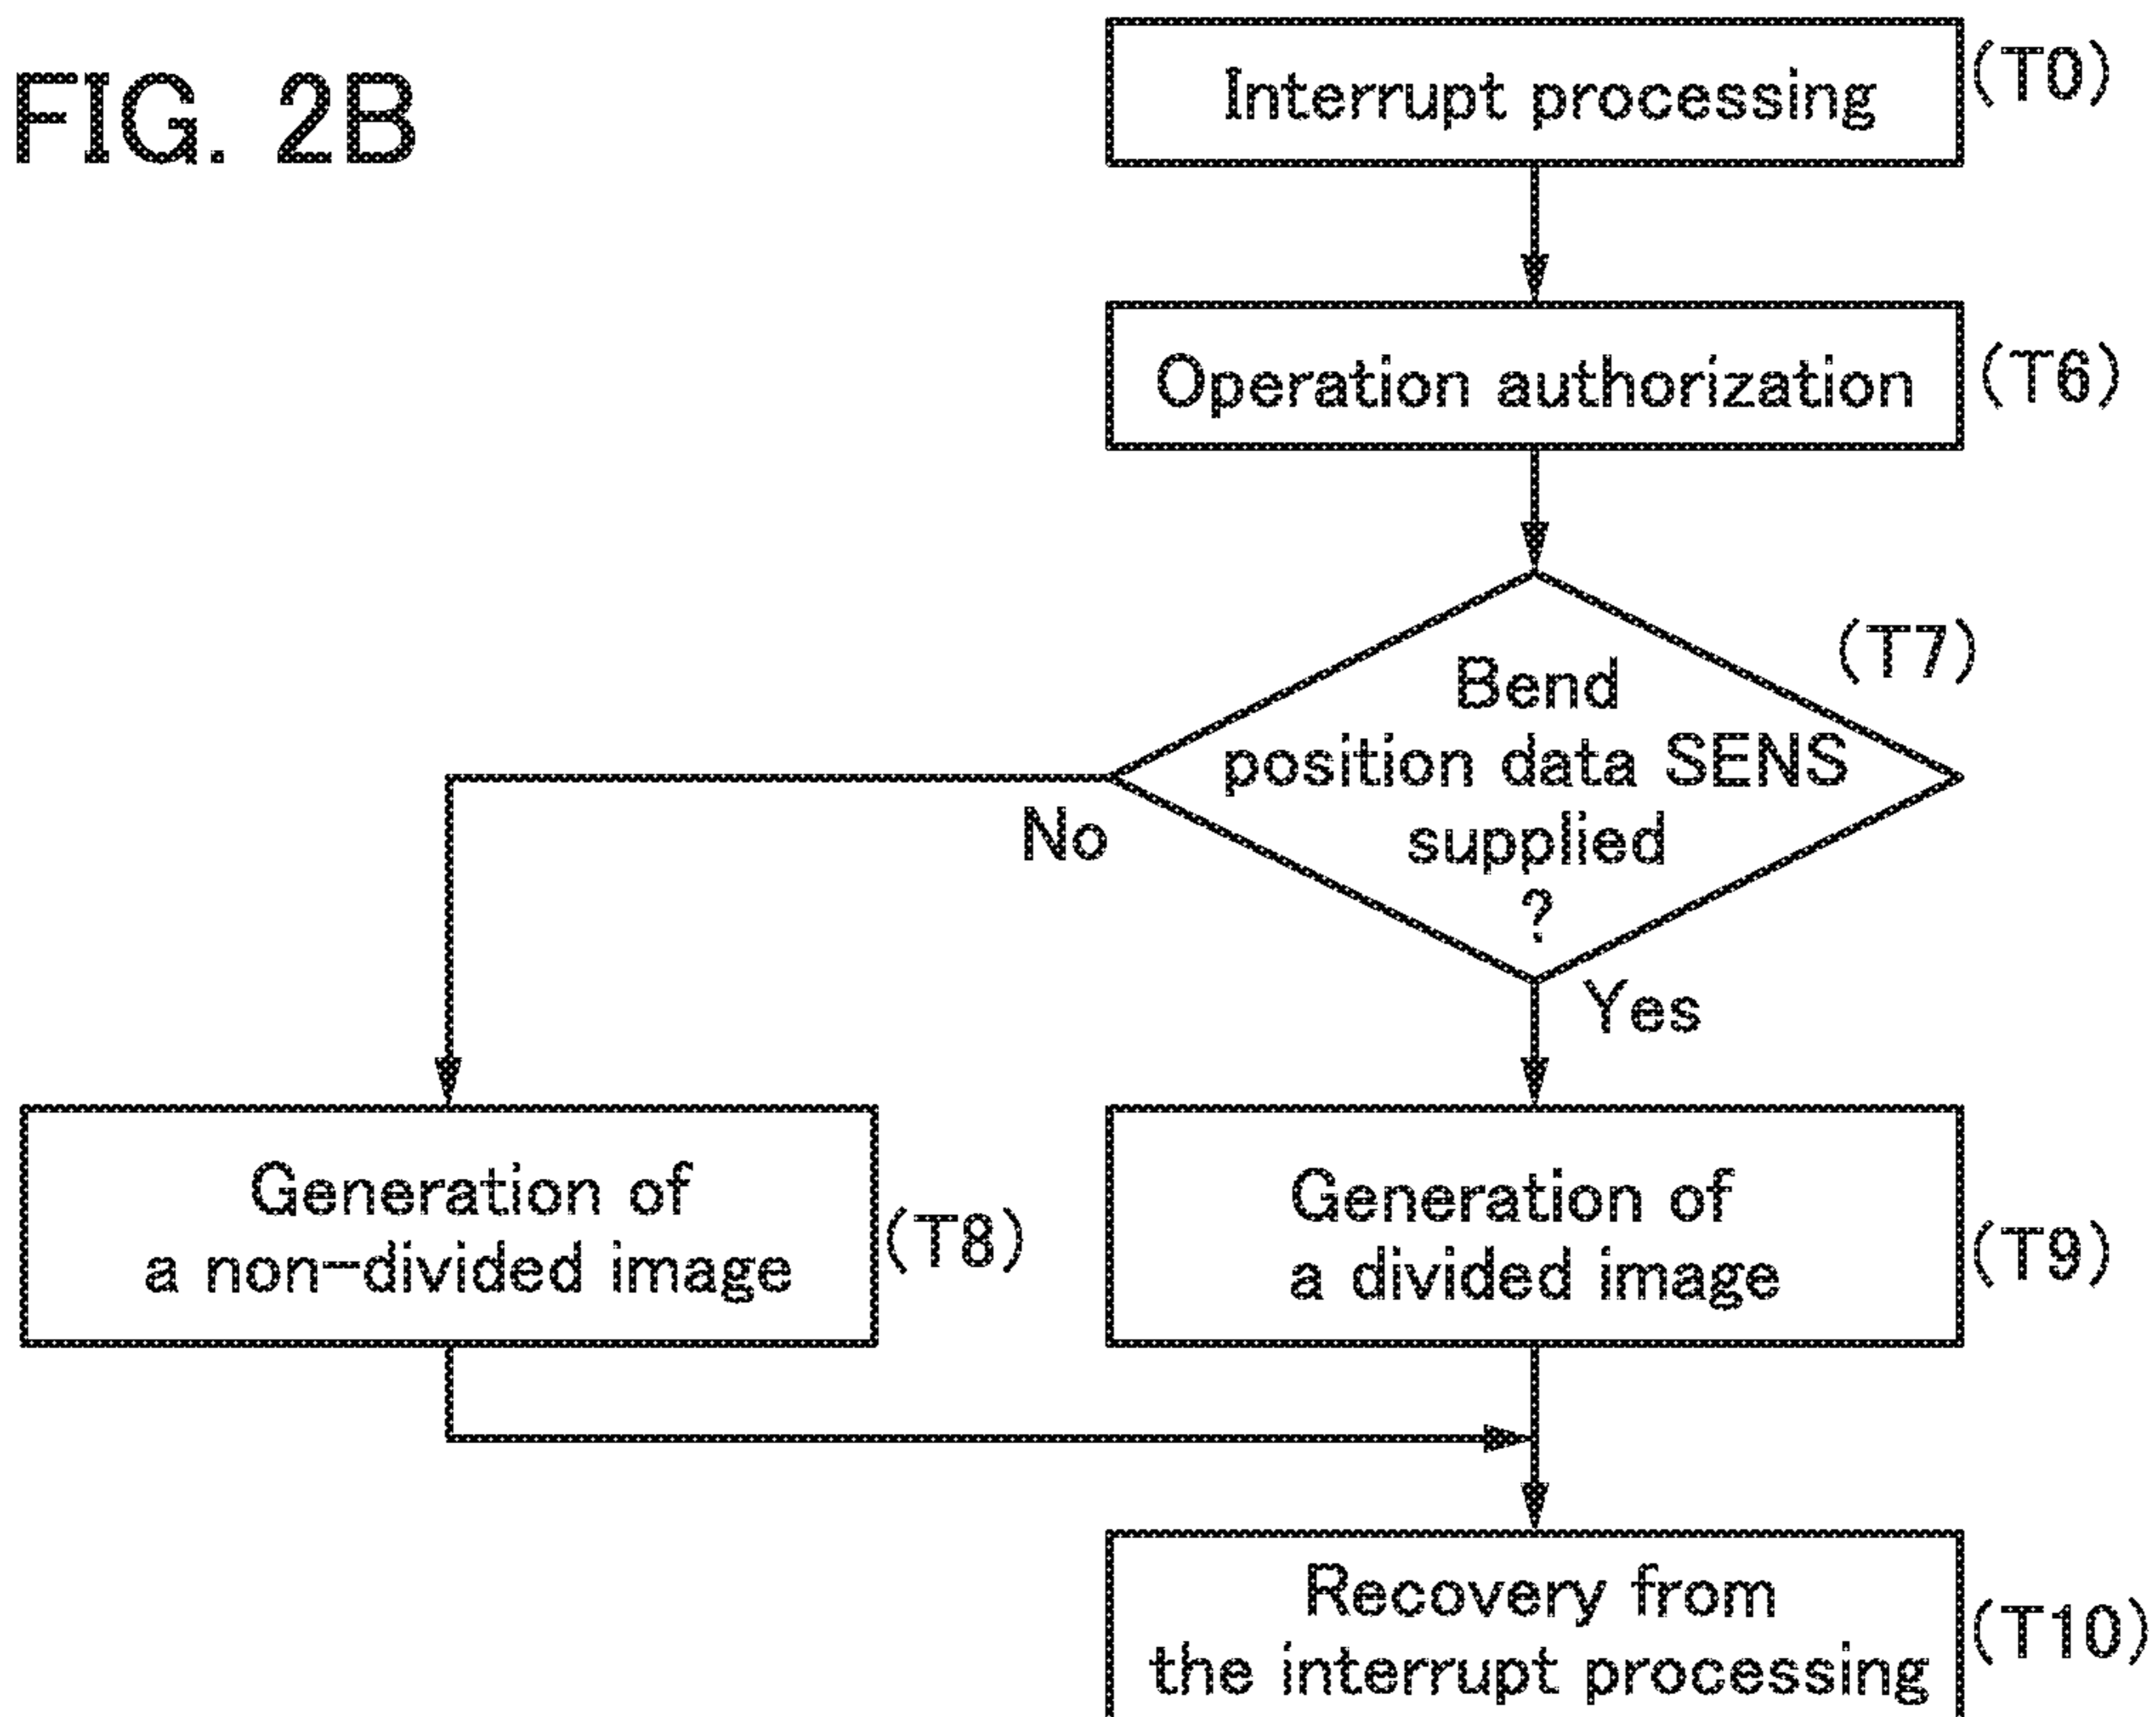 FIG. 2B
Interrupt processing
(T0)
Operation authorization
(T6)
(T7)
Bend
position data SENS
supplied
?
No
Yes
Generation of
a non-divided image
(T8)
Generation of
a divided image
(T9)
Recovery from
the interrupt processing
(T10)